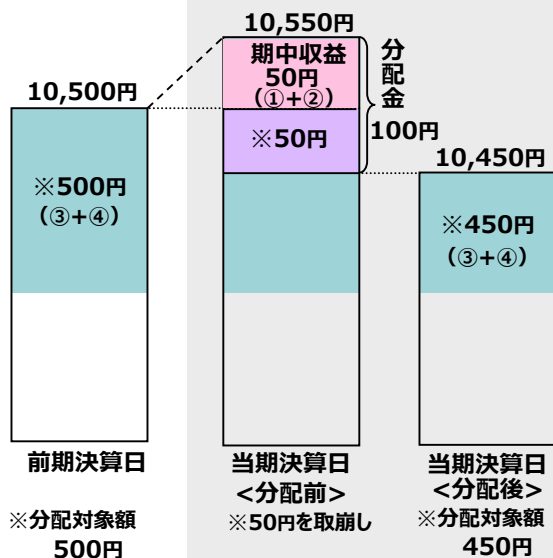 10,550円
期中収益
50円
(①+②)
分配金
100円
10,500円
※50円
10,450円
※500円
(③+④)
※450円
(③+④)
前期決算日
当期決算日
<分配前>
当期決算日
<分配後>
※分配対象額
500円
※50円を取崩し
※分配対象額
450円